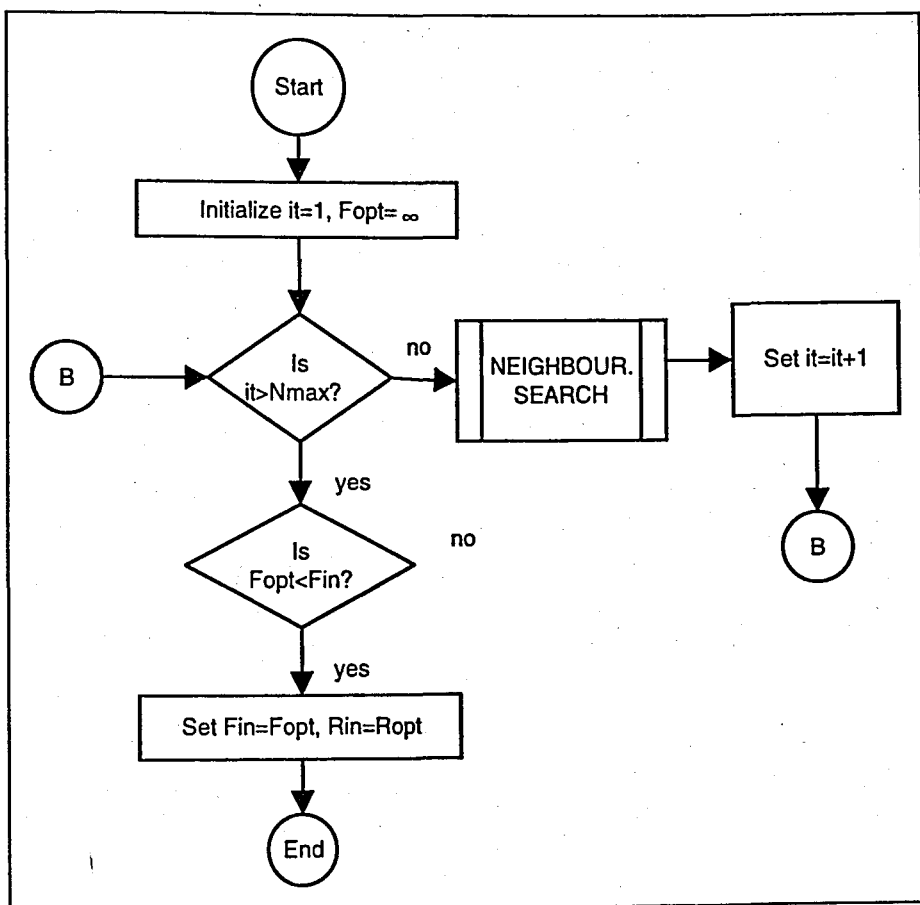 Start
Initialize it=1, Fopt= ∞
B
Is
it>Nmax?
no
NEIGHBOUR.
SEARCH
Set it=it+1
yes
B
Is
Fopt<Fin?
no
yes
Set Fin=Fopt, Rin=Ropt
End